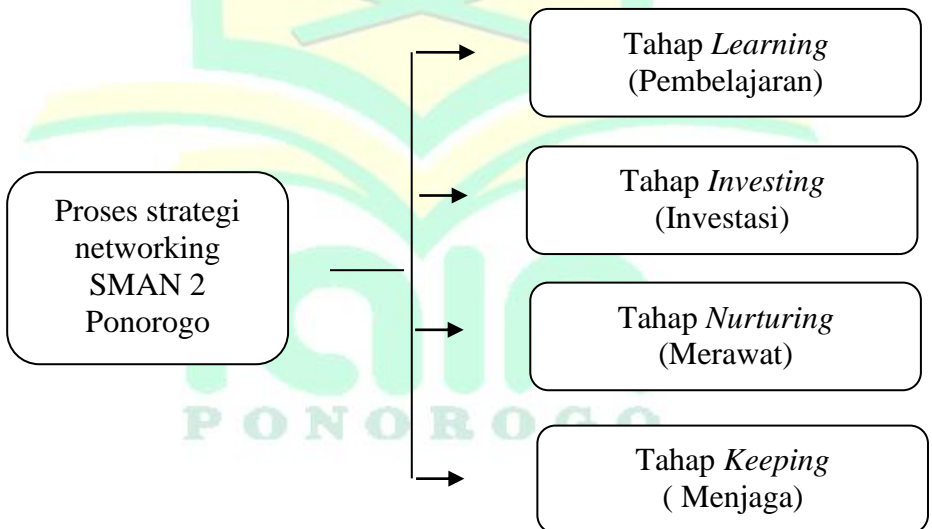 Proses strategi
networking
SMAN 2
Ponorogo
Tahap Learning
(Pembelajaran)
Tahap Investing
(Investasi)
Tahap Nurturing
(Merawat)
Tahap Keeping
( Menjaga)
iain
PONOROGO